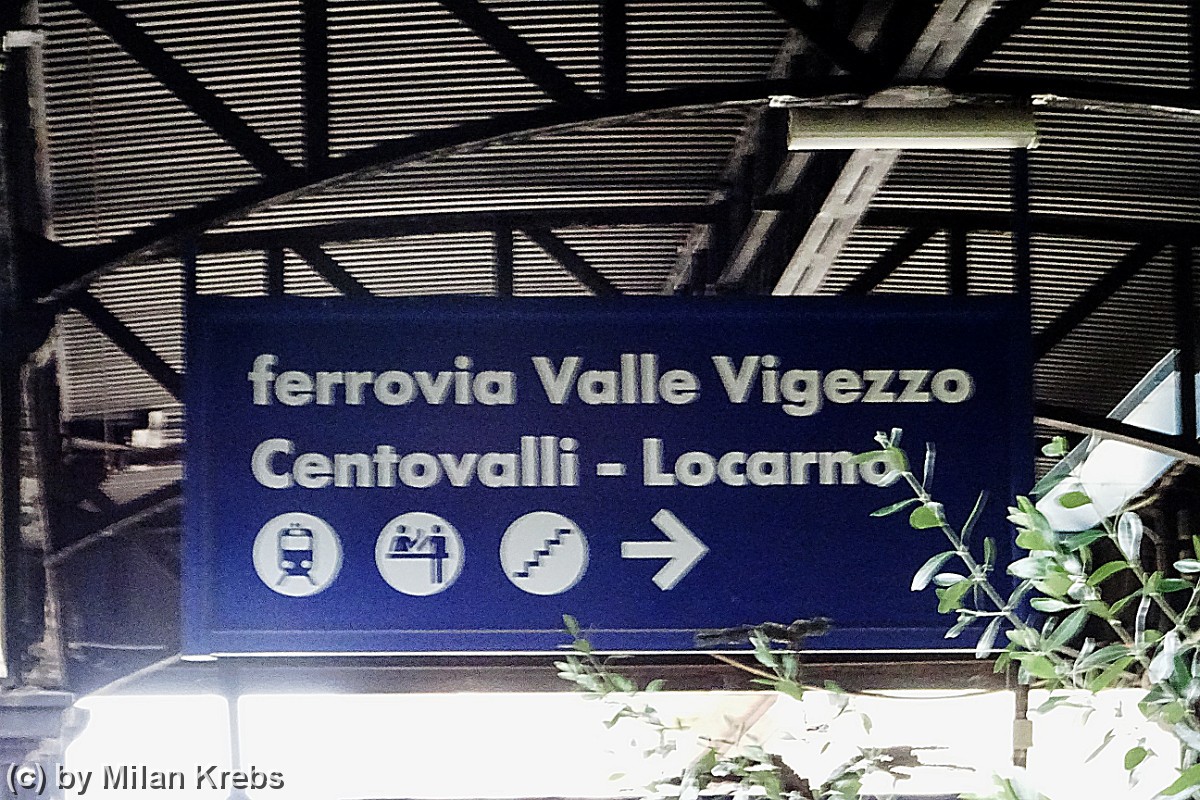 ferrovia Valle Vigezzo
Centovalli - Locarno
(c) by Milan Krebs